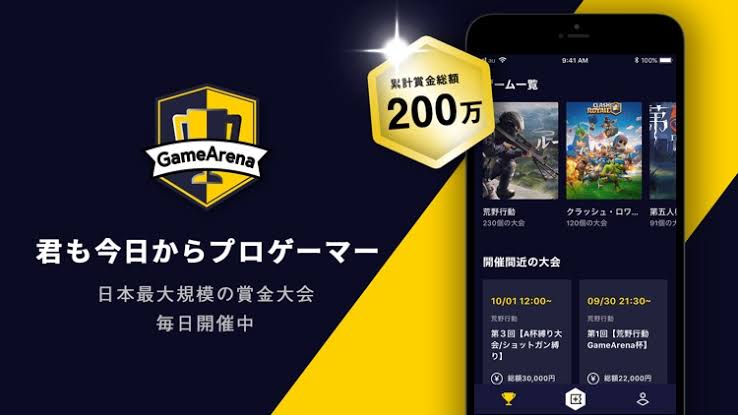 GameArena
君も今日からプロゲーマー
日本最大規模の賞金大会
毎日開催中
累計賞金総額
200万
au
9:41 AM
100%
ゲーム一覧
CLASH
ROYALE
第
荒野行動
230個の大会
クラッシュ・ロワ...
120個の大会
第五人
91個の大
開催間近の大会
10/01 12:00~
荒野行動
第3回【A杯縛り大
会/ショットガン縛
り】
¥ 総額30,000円
09/30 21:30~
荒野行動
第1回【荒野行動
GameArena杯】
¥ 総額22,000円